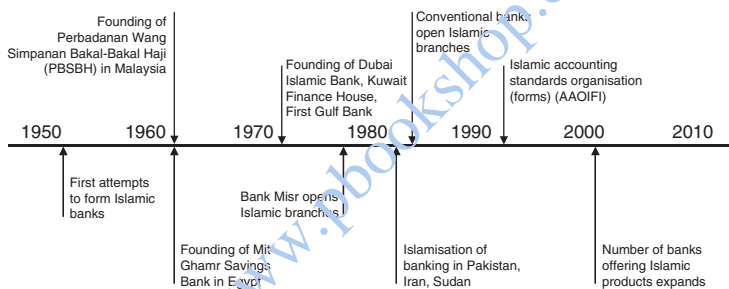 Founding of
Perbadanan Wang
Simpanan Bakal-Bakal Haji
(PBSBH) in Malaysia
Founding of Dubai
Islamic Bank, Kuwait
Finance House,
First Gulf Bank
Conventional banks
open Islamic
branches
Islamic accounting
standards organisation
(forms) (AAOIFI)
1950 1960 1970 1980 1990 2000 2010
First attempts
to form Islamic
banks
Founding of Mit
Ghamr Savings
Bank in Egypt
Bank Misr opens
Islamic branches
Islamisation of
banking in Pakistan,
Iran, Sudan
Number of banks
offering Islamic
products expands
www.pbookshop.com